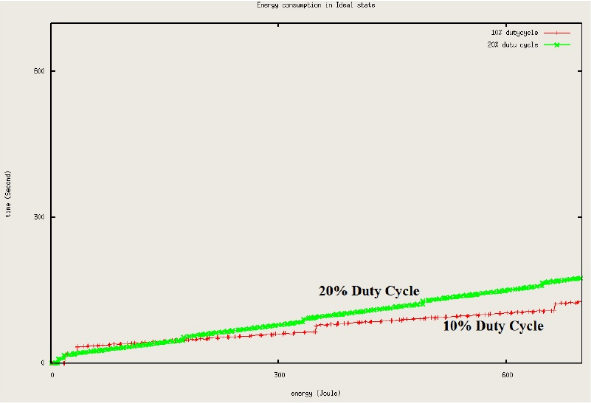 Energy consumption in Ideal state
10% dutycycle
20% duty cycle
600
time (Second)
300
20% Duty Cycle
10% Duty Cycle
0
0 300 600
energy (Joule)